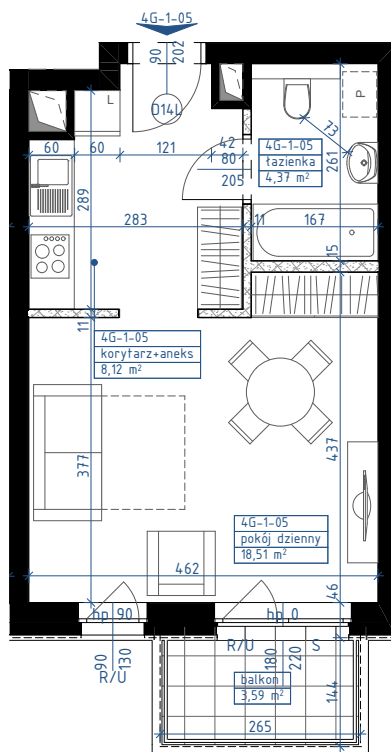 4G-1-05
90
202
L
D14L
P
42
80
205
73
261
4G-1-05
łazienka
4,37 m²
60
60
121
289
283
11
167
15
11
4G-1-05
korytarz+aneks
8,12 m²
377
437
4G-1-05
pokój dzienny
18,51 m²
462
46
hp 90
hp 0
90
130
R/U
R/U
S
180
220
balkon
3,59 m²
144
265